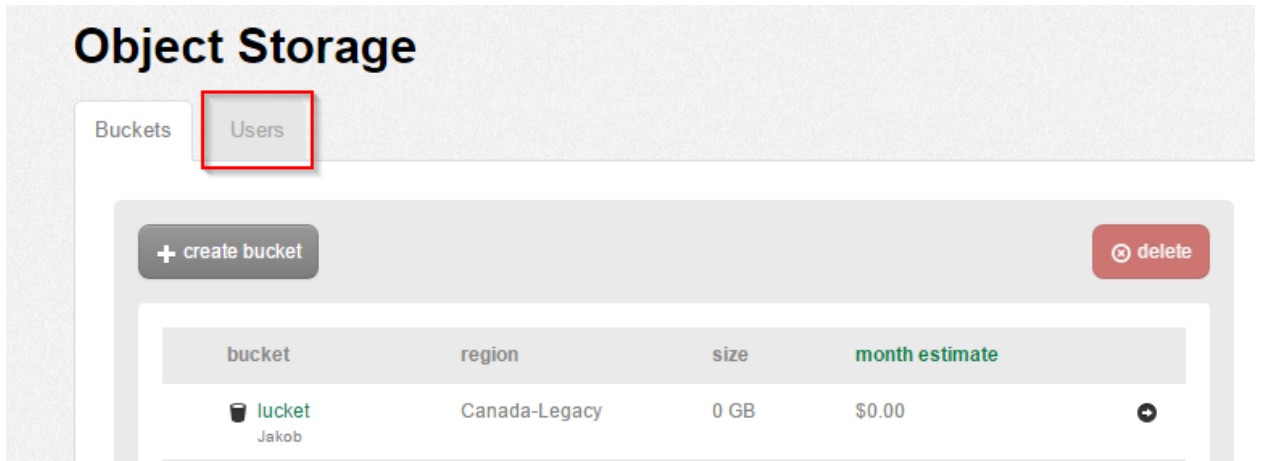 Object Storage
Buckets Users
create bucket delete
bucket region size month estimate
lucket Canada-Legacy 0 GB $0.00
Jakob